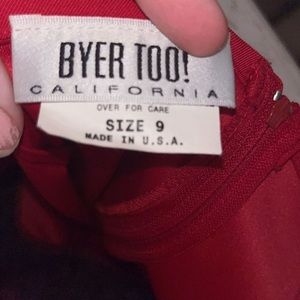 BYER TOO!
CALIFORNIA
OVER FOR CARE
SIZE 9
MADE IN U.S.A.